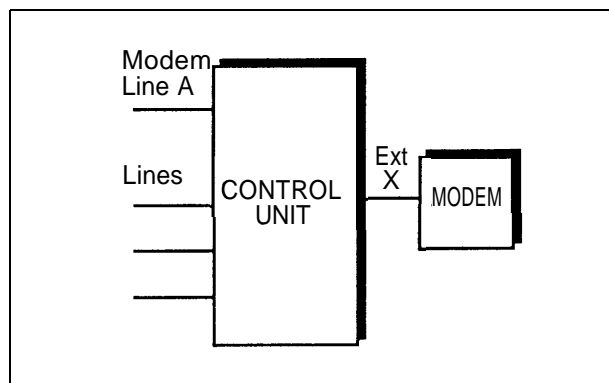 Modem
Line A
Lines
CONTROL
UNIT
Ext
X
MODEM